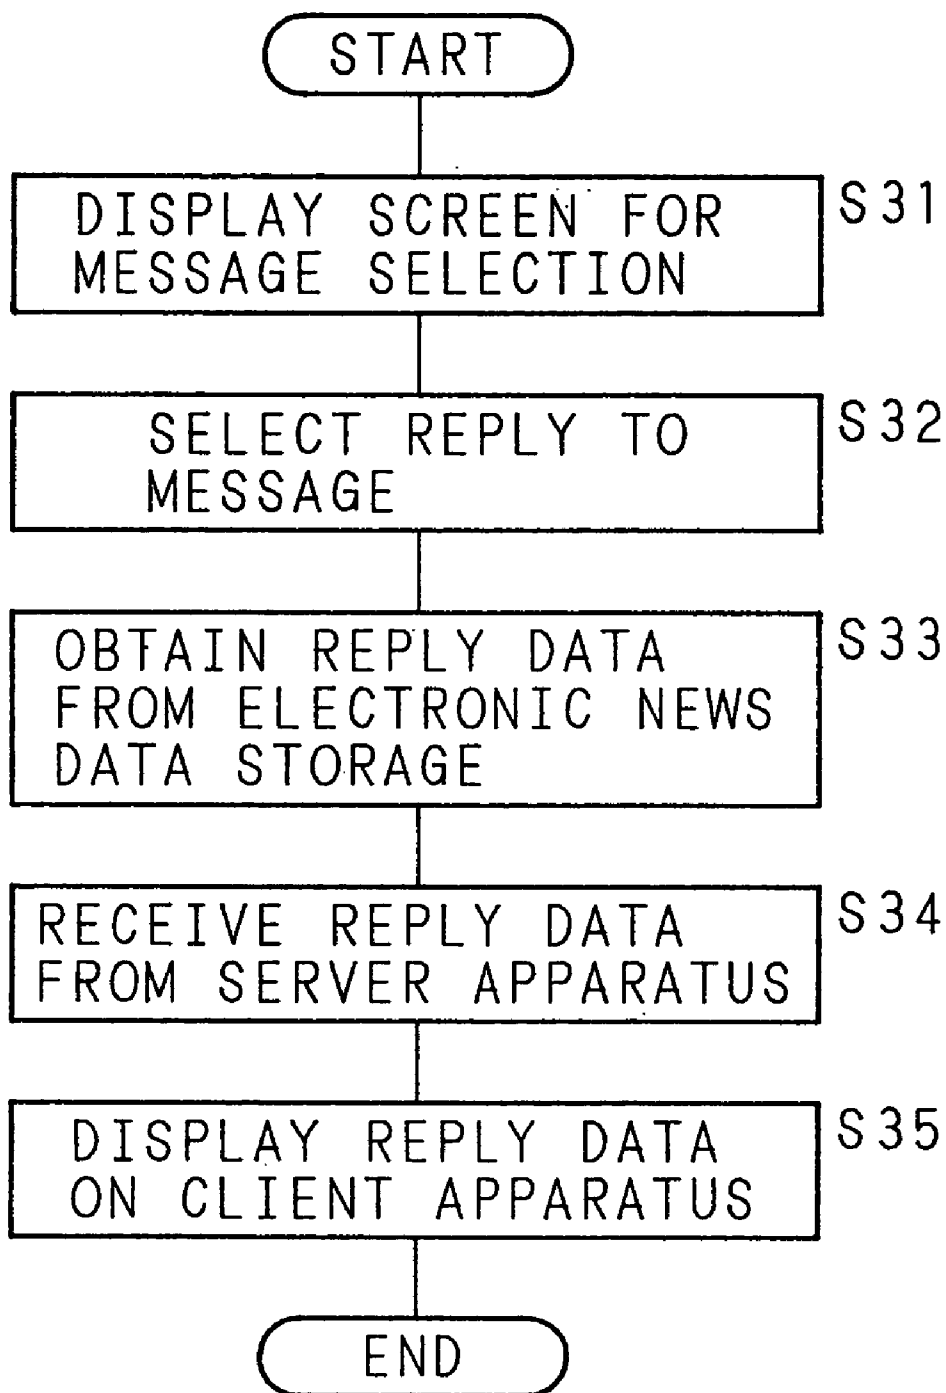 START
DISPLAY SCREEN FOR
MESSAGE SELECTION
S31
SELECT REPLY TO
MESSAGE
S32
OBTAIN REPLY DATA
FROM ELECTRONIC NEWS
DATA STORAGE
S33
RECEIVE REPLY DATA
FROM SERVER APPARATUS
S34
DISPLAY REPLY DATA
ON CLIENT APPARATUS
S35
END